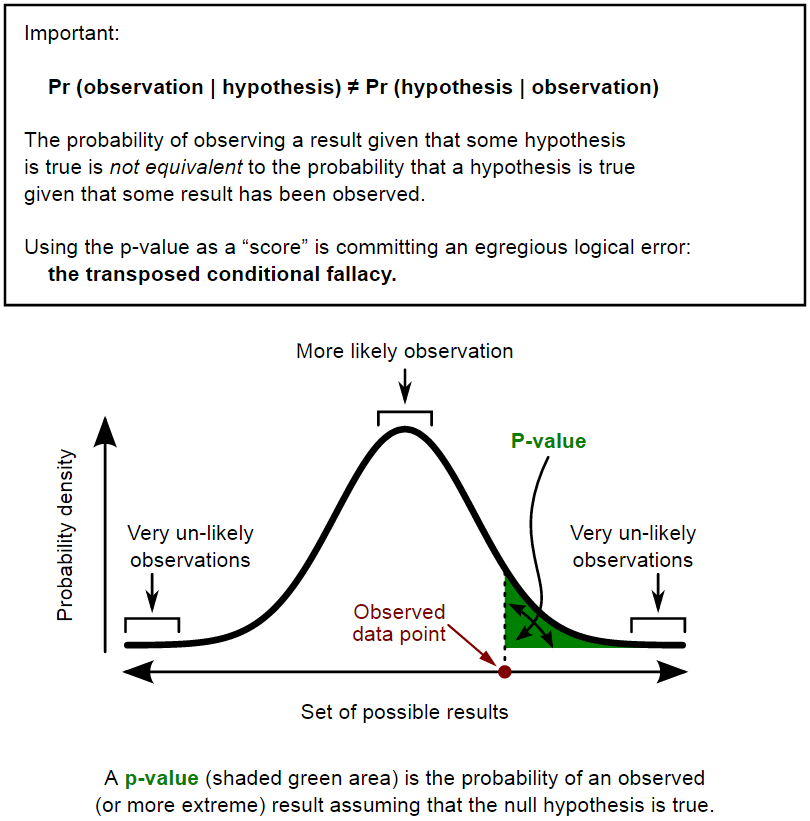 Important:
Pr (observation | hypothesis) ≠ Pr (hypothesis | observation)
The probability of observing a result given that some hypothesis
is true is not equivalent to the probability that a hypothesis is true
given that some result has been observed.
Using the p-value as a “score” is committing an egregious logical error:
the transposed conditional fallacy.
More likely observation
P-value
Probability density
Very un-likely
observations
Very un-likely
observations
Observed
data point
Set of possible results
A p-value (shaded green area) is the probability of an observed
(or more extreme) result assuming that the null hypothesis is true.